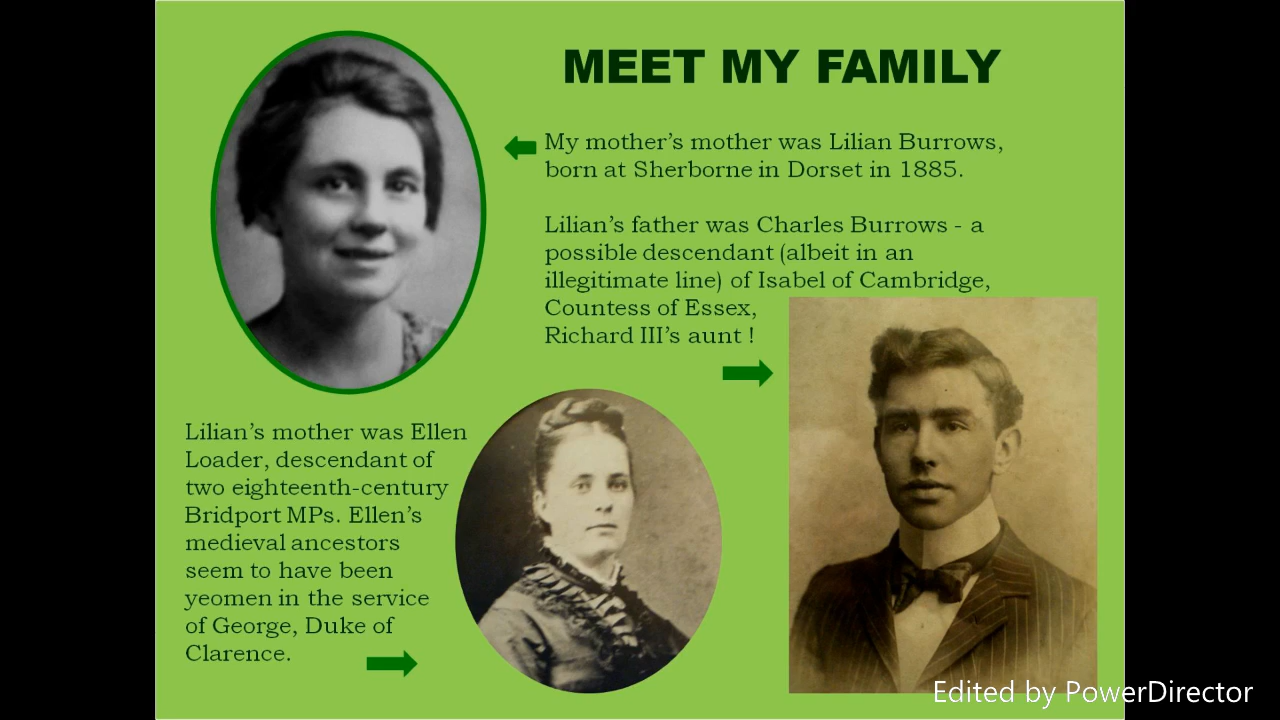 MEET MY FAMILY
My mother's mother was Lilian Burrows,
born at Sherborne in Dorset in 1885.
Lilian's father was Charles Burrows - a
possible descendant (albeit in an
illegitimate line) of Isabel of Cambridge,
Countess of Essex,
Richard III's aunt !
Lilian's mother was Ellen
Loader, descendant of
two eighteenth-century
Bridport MPs. Ellen's
medieval ancestors
seem to have been
yeomen in the service
of George, Duke of
Clarence.
Edited by PowerDirector